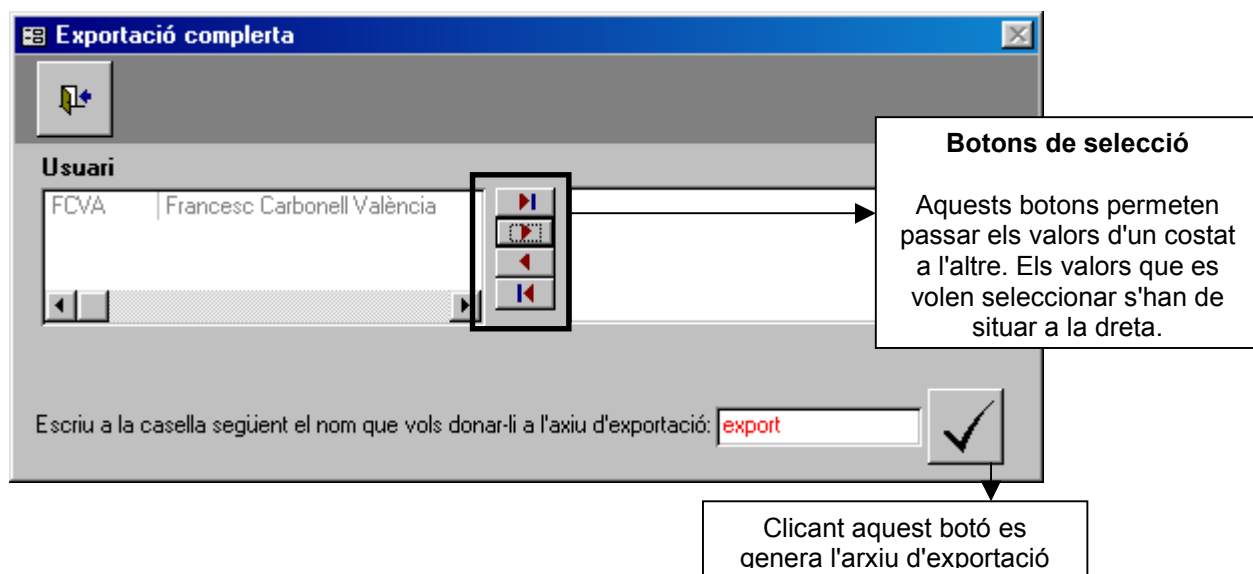 Exportació complerta
Usuari
FCVA Francesc Carbonell València
Botons de selecció
Aquests botons permeten
passar els valors d'un costat
a l'altre. Els valors que es
volen seleccionar s'han de
situar a la dreta.
Escriu a la casella següent el nom que vols donar-li a l'axiu d'exportació: export
Clicant aquest botó es
genera l'arxiu d'exportació